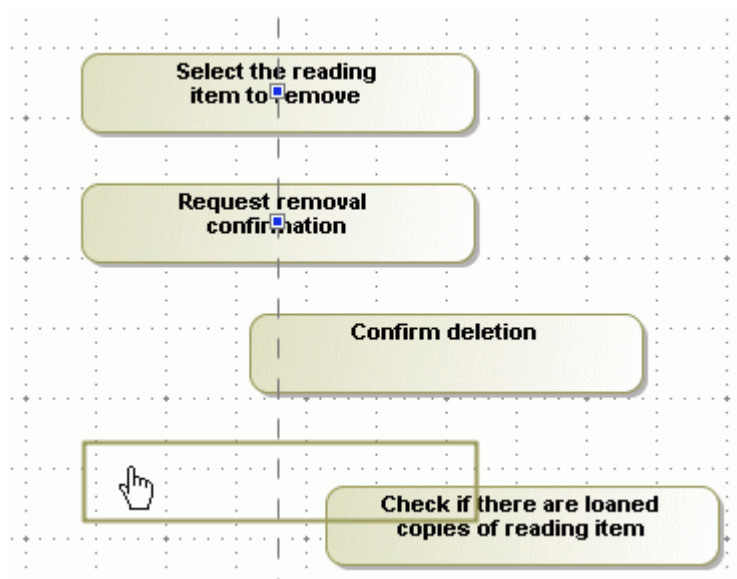 Select the reading
item to remove
Request removal
confirmation
Confirm deletion
Check if there are loaned
copies of reading item